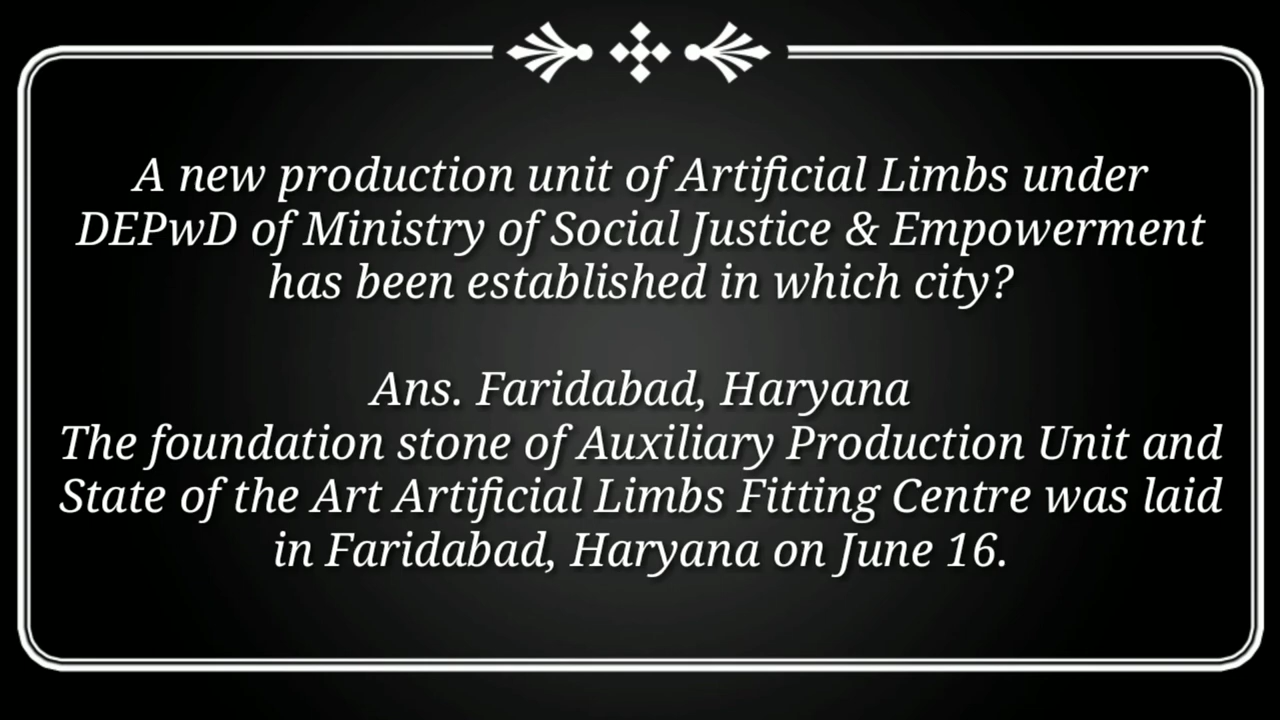 A new production unit of Artificial Limbs under
DEPwD of Ministry of Social Justice & Empowerment
has been established in which city?
Ans. Faridabad, Haryana
The foundation stone of Auxiliary Production Unit and
State of the Art Artificial Limbs Fitting Centre was laid
in Faridabad, Haryana on June 16.